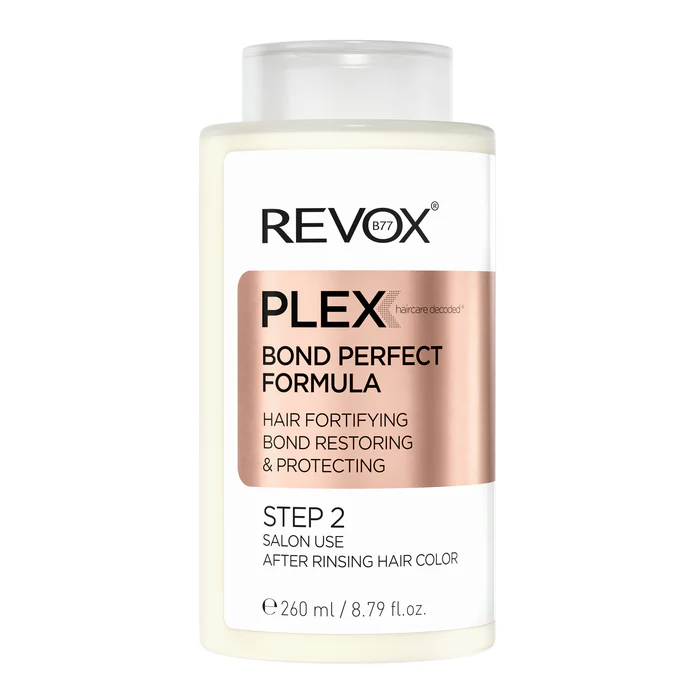 REVOX®
B77
PLEX haircare decoded®
BOND PERFECT
FORMULA
HAIR FORTIFYING
BOND RESTORING
& PROTECTING
STEP 2
SALON USE
AFTER RINSING HAIR COLOR
℮ 260 ml / 8.79 fl.oz.